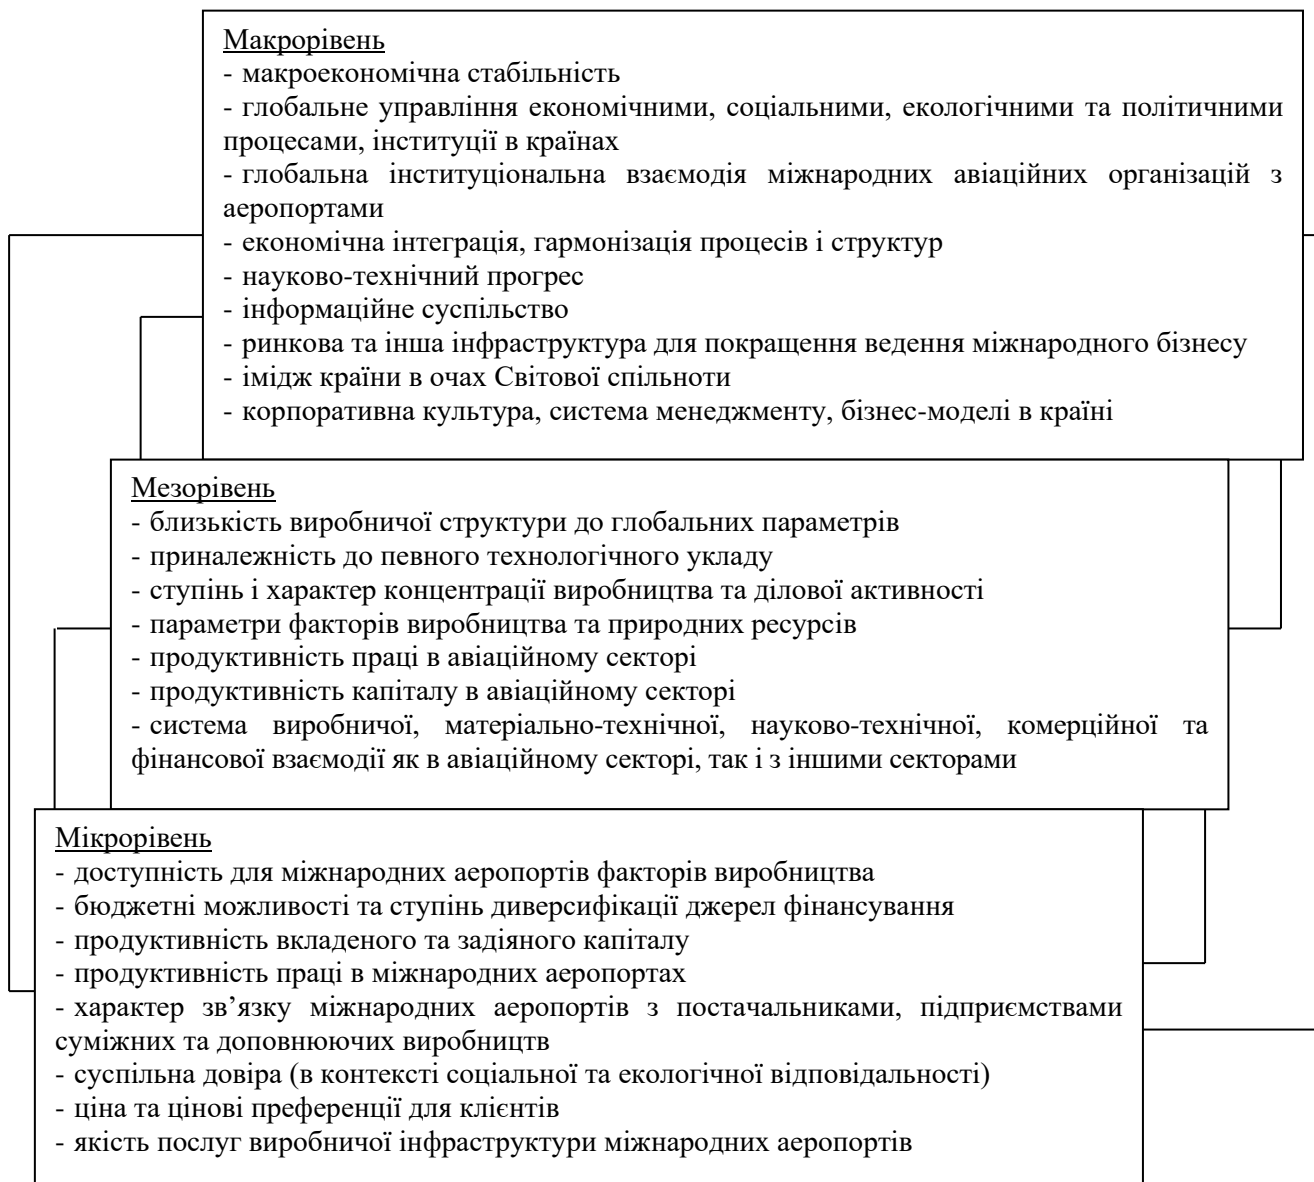 Макрорівень
- макроекономічна стабільність
- глобальне управління економічними, соціальними, екологічними та політичними
процесами, інституції в країнах
- глобальна інституціональна взаємодія міжнародних авіаційних організацій з
аеропортами
- економічна інтеграція, гармонізація процесів і структур
- науково-технічний прогрес
- інформаційне суспільство
- ринкова та інша інфраструктура для покращення ведення міжнародного бізнесу
- імідж країни в очах Світової спільноти
- корпоративна культура, система менеджменту, бізнес-моделі в країні
Мезорівень
- близькість виробничої структури до глобальних параметрів
- приналежність до певного технологічного укладу
- ступінь і характер концентрації виробництва та ділової активності
- параметри факторів виробництва та природних ресурсів
- продуктивність праці в авіаційному секторі
- продуктивність капіталу в авіаційному секторі
- система виробничої, матеріально-технічної, науково-технічної, комерційної та
фінансової взаємодії як в авіаційному секторі, так і з іншими секторами
Мікрорівень
- доступність для міжнародних аеропортів факторів виробництва
- бюджетні можливості та ступінь диверсифікації джерел фінансування
- продуктивність вкладеного та задіяного капіталу
- продуктивність праці в міжнародних аеропортах
- характер зв’язку міжнародних аеропортів з постачальниками, підприємствами
суміжних та доповнюючих виробництв
- суспільна довіра (в контексті соціальної та екологічної відповідальності)
- ціна та цінові преференції для клієнтів
- якість послуг виробничої інфраструктури міжнародних аеропортів